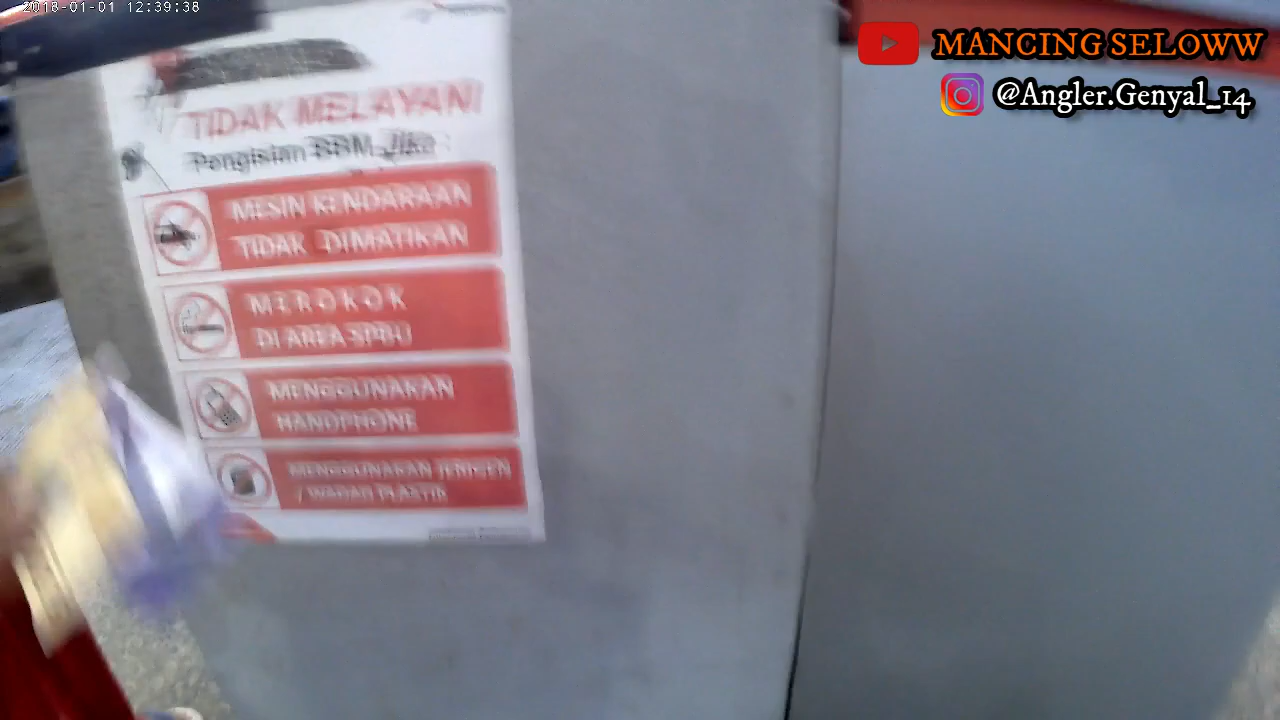 2018-01-01 12:39:38
MANCING SELOWW
@Angler.Genyal_14
TIDAK MELAYANI
Pengisian BBM Jika :
MESIN KENDARAAN
TIDAK DIMATIKAN
MEROKOK
DI AREA SPBU
MENGGUNAKAN
HANDPHONE
MENGGUNAKAN JERIGEN
/ WADAH PLASTIK